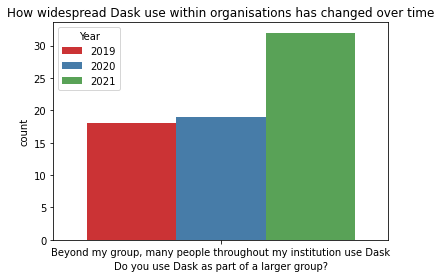 How widespread Dask use within organisations has changed over time
Year
2019
2020
2021
30
25
20
15
10
5
0
count
Beyond my group, many people throughout my institution use Dask
Do you use Dask as part of a larger group?